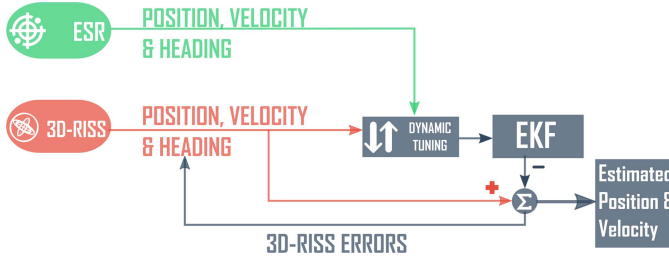 ESR
POSITION, VELOCITY
& HEADING
3D-RISS
POSITION, VELOCITY
& HEADING
DYNAMIC
TUNING
EKF
−
+
Σ
Estimated
Position &
Velocity
3D-RISS ERRORS